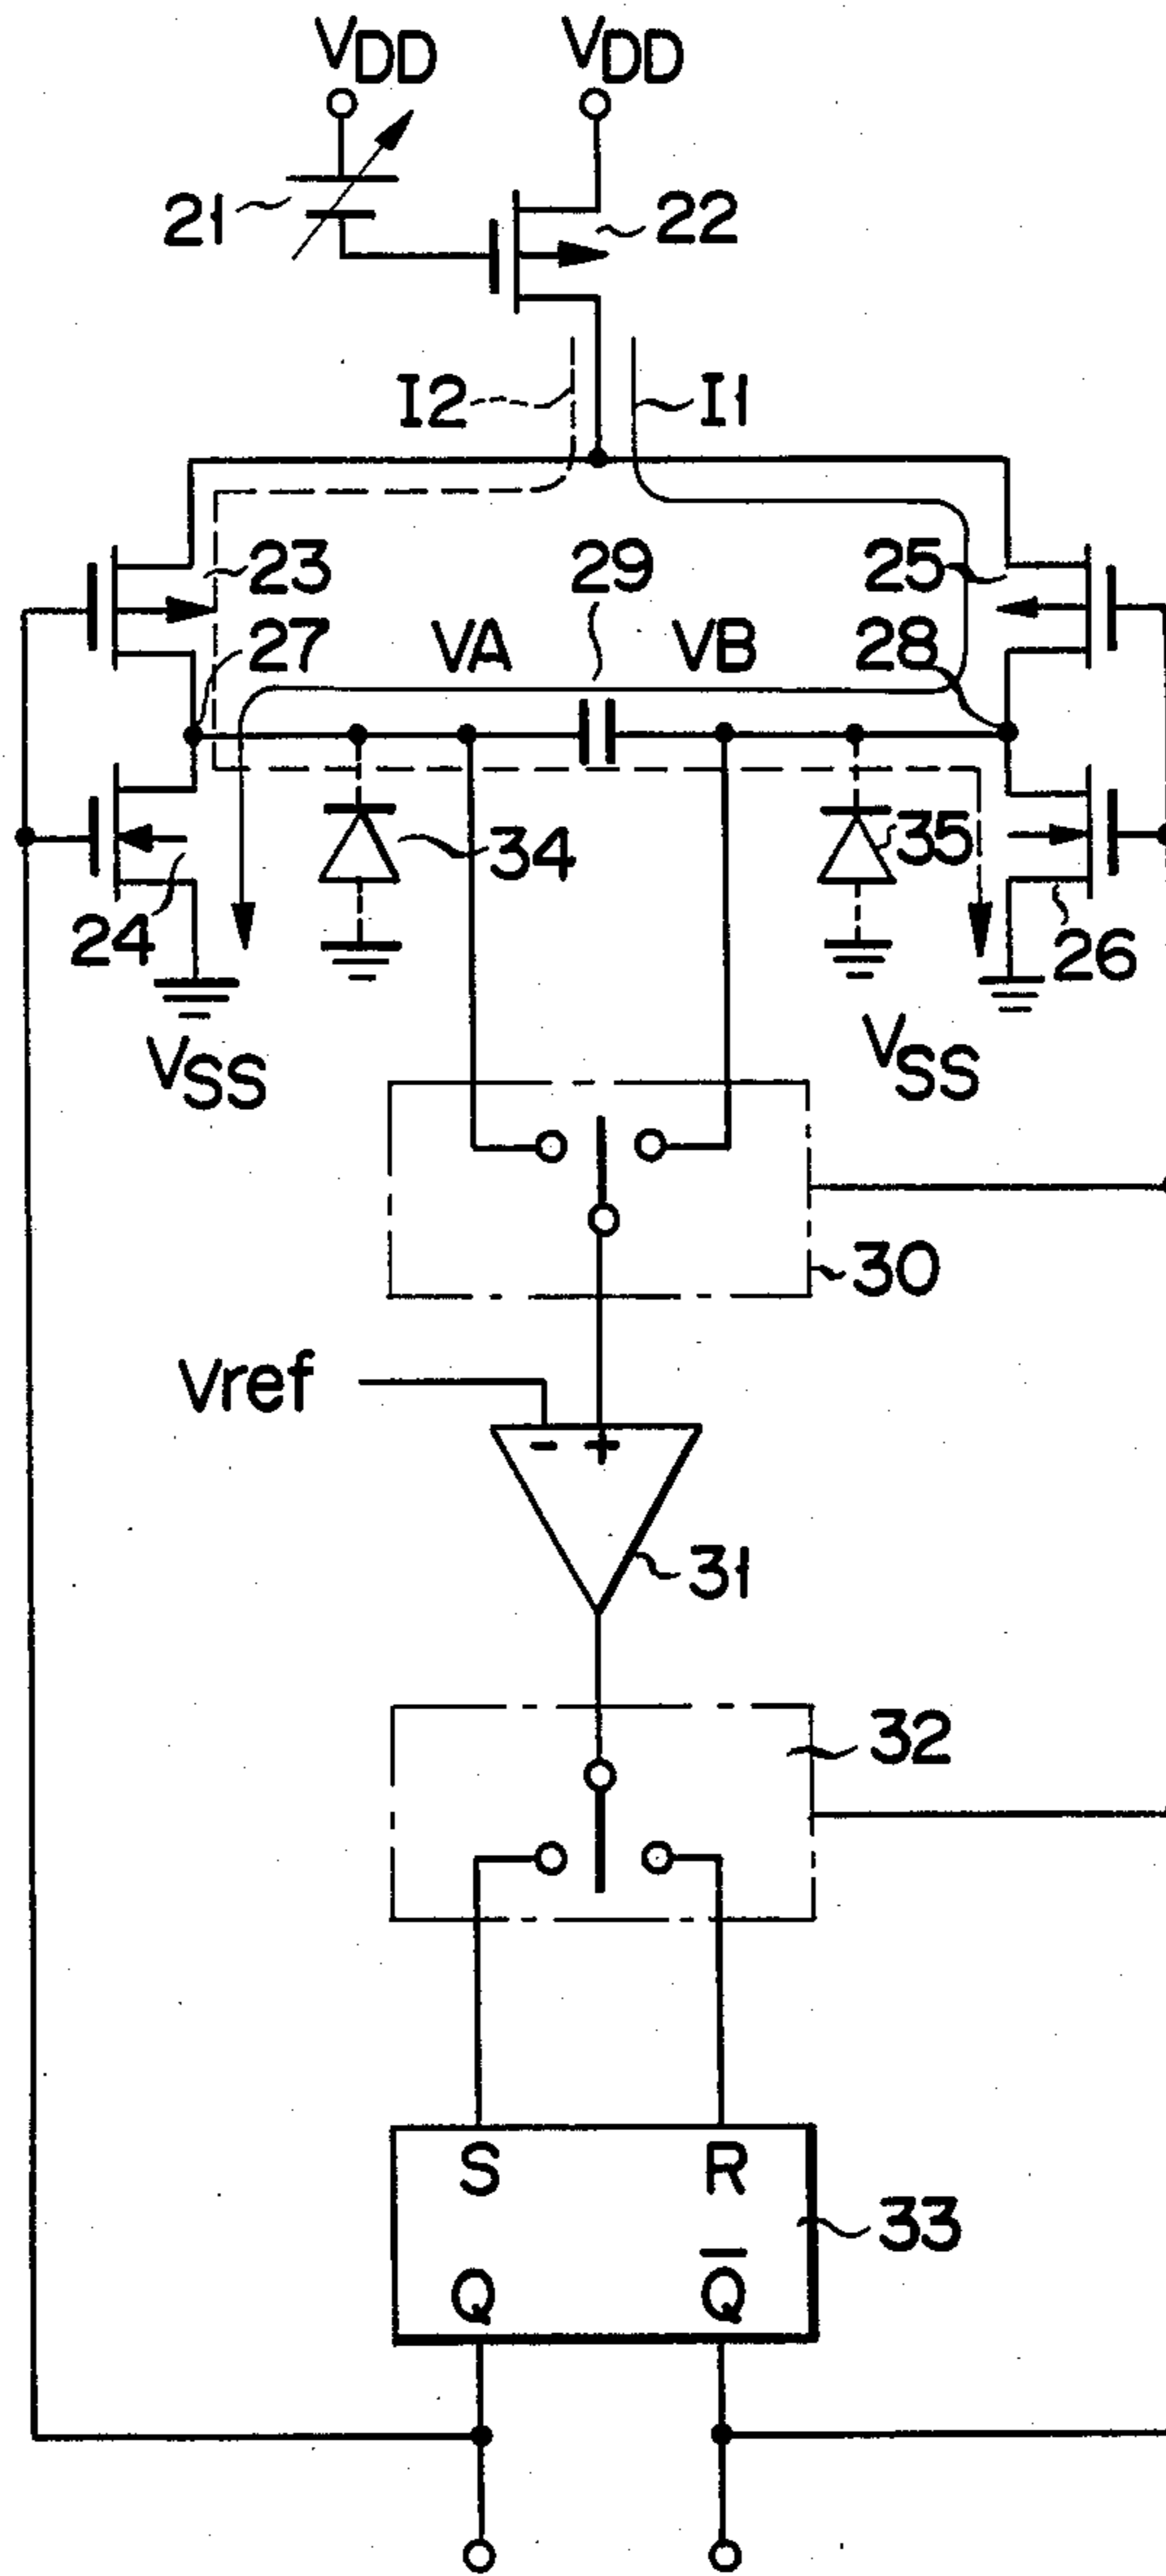 VDD VDD
21 22
I2 I1
23 29 25
27 VA VB 28
34 35
24 26
VSS VSS
30
Vref
- +
31
32
S R
33
Q Q̅